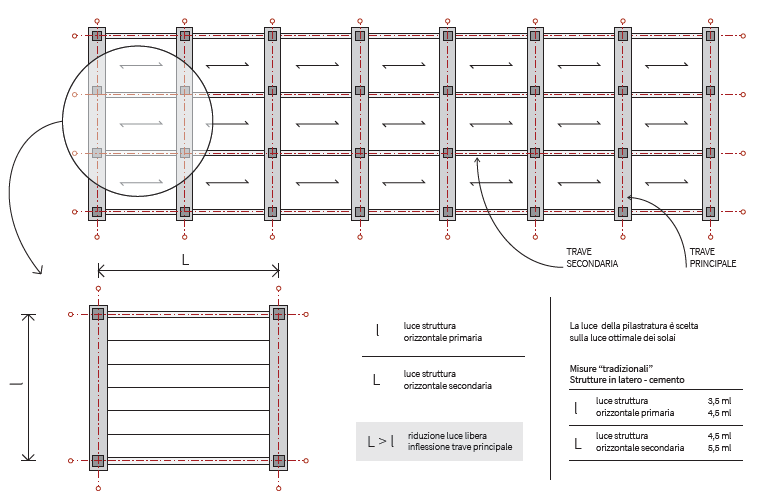 TRAVE
SECONDARIA
TRAVE
PRINCIPALE
L
l
l
luce struttura
orizzontale primaria
L
luce struttura
orizzontale secondaria
L > l
riduzione luce libera
inflessione trave principale
La luce della pilastratura é scelta
sulla luce ottimale dei solai
Misure “tradizionali”
Strutture in latero - cemento
l
luce struttura
orizzontale primaria
3,5 ml
4,5 ml
L
luce struttura
orizzontale secondaria
4,5 ml
5,5 ml